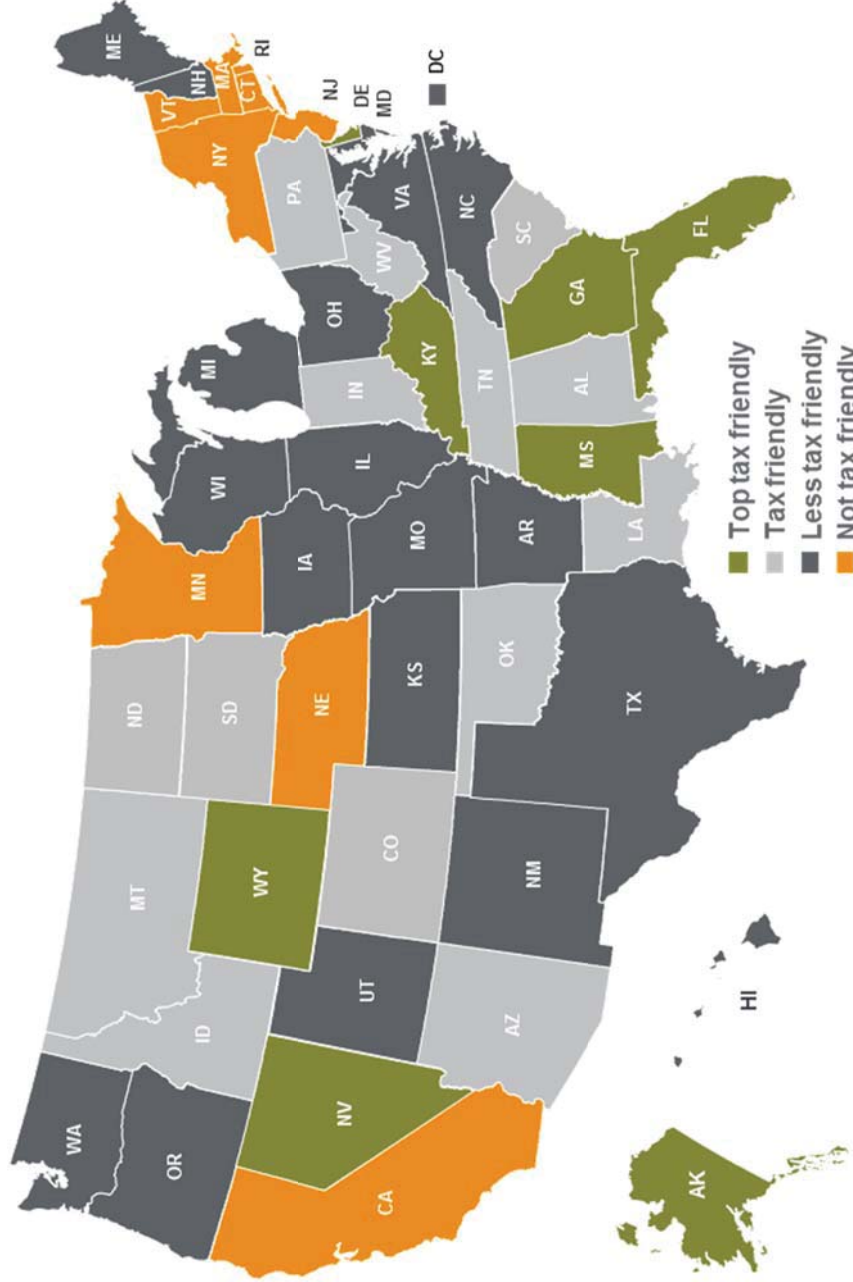 WA
OR
CA
NV
ID
MT
WY
UT
AZ
CO
NM
ND
SD
NE
KS
OK
TX
MN
IA
MO
AR
LA
WI
IL
MI
IN
OH
KY
TN
MS
AL
GA
FL
SC
NC
VA
WV
PA
NY
VT
NH
ME
MA
CT
RI
NJ
DE
MD
DC
AK
HI
Top tax friendly
Tax friendly
Less tax friendly
Not tax friendly